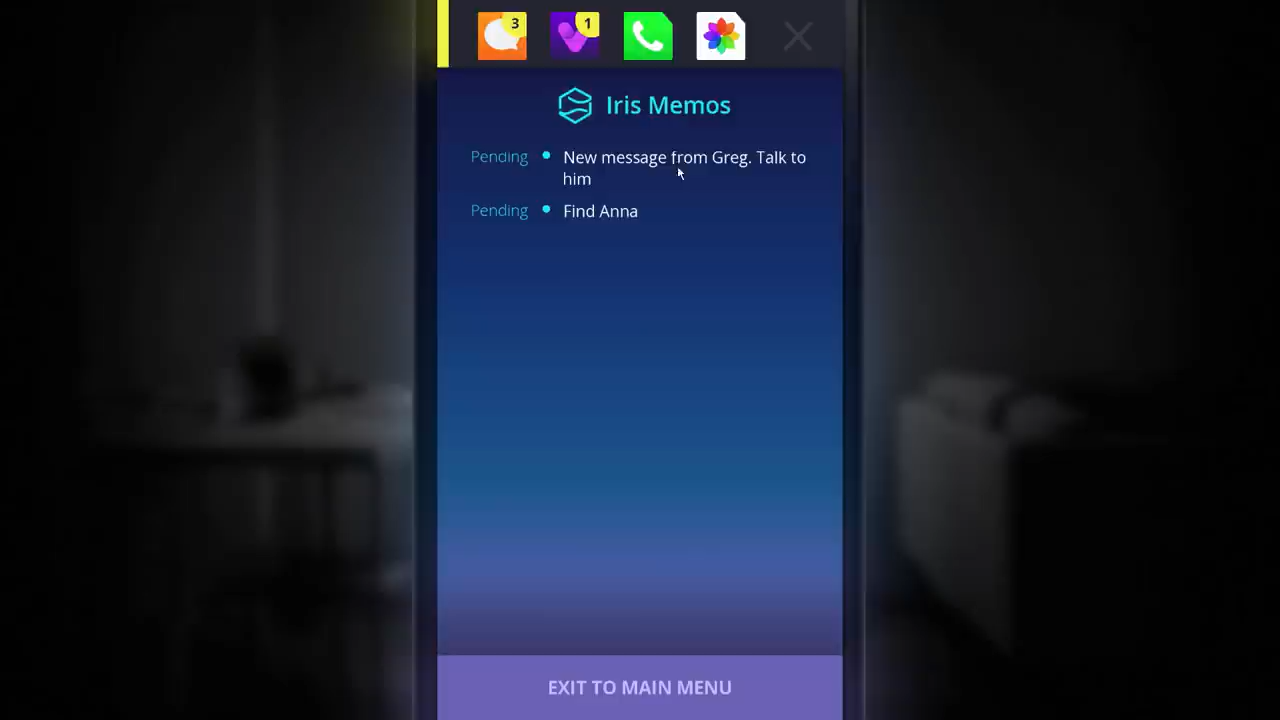 3
1
Iris Memos
Pending
New message from Greg. Talk to
him
Pending
Find Anna
EXIT TO MAIN MENU